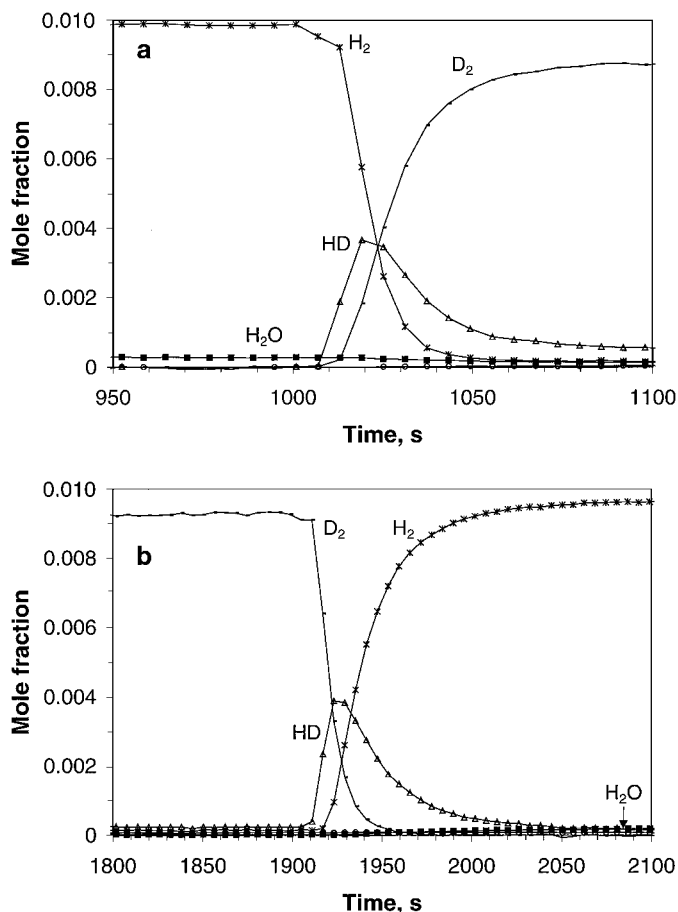 0.010
0.008
0.006
0.004
0.002
0
Mole fraction
a
H2
D2
HD
H2O
950 1000 1050 1100
Time, s
0.010
0.008
0.006
0.004
0.002
0
Mole fraction
b
D2
H2
HD
H2O
1800 1850 1900 1950 2000 2050 2100
Time, s